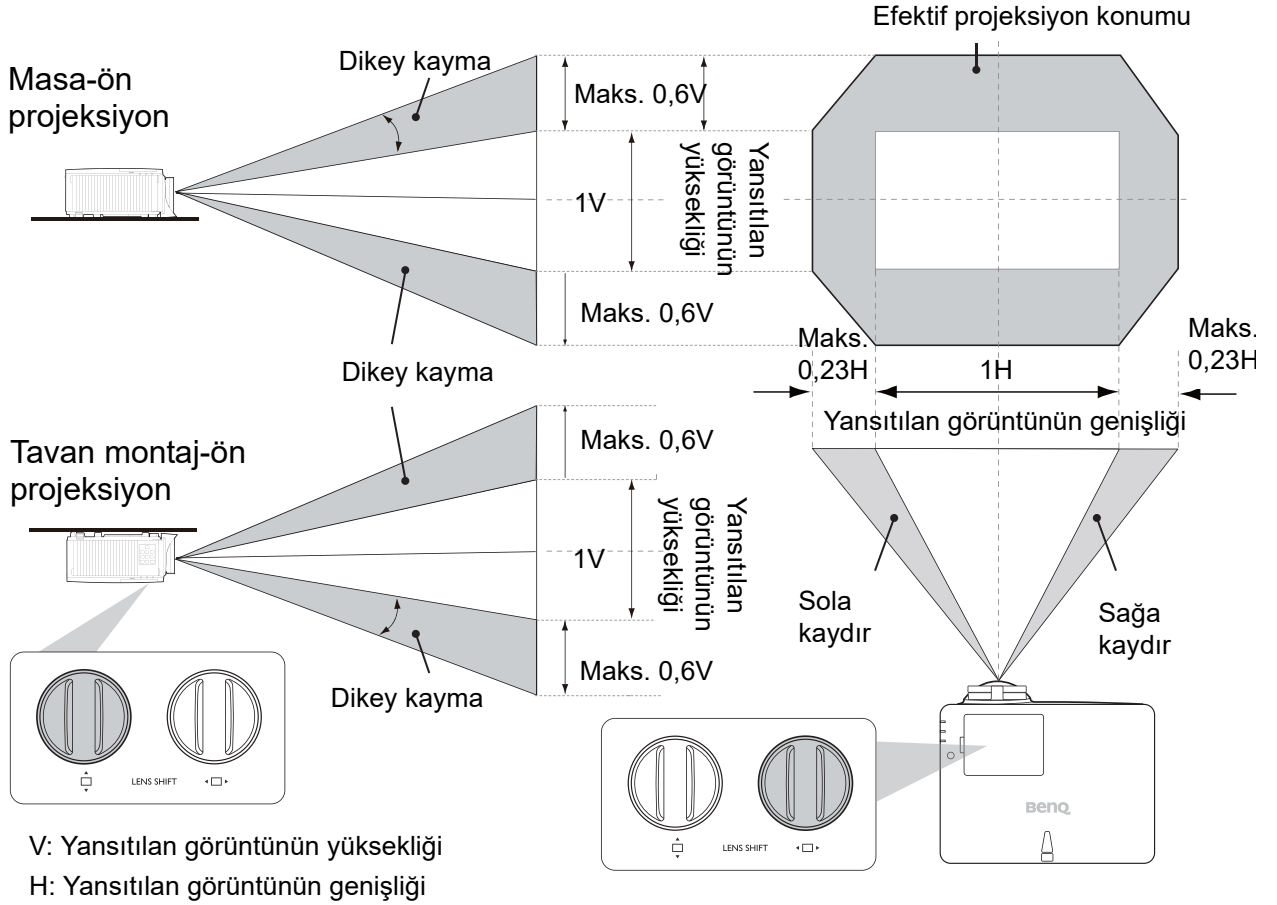 Efektif projeksiyon konumu
Masa-ön
projeksiyon
Dikey kayma
Maks. 0,6V
1V
Yansıtılan
görüntünün
yüksekliği
Maks. 0,6V
Dikey kayma
Maks.
0,23H
1H
Maks.
0,23H
Yansıtılan görüntünün genişliği
Tavan montaj-ön
projeksiyon
Maks. 0,6V
1V
Yansıtılan
görüntünün
yüksekliği
Maks. 0,6V
Dikey kayma
Sola
kaydır
Sağa
kaydır
LENS SHIFT
LENS SHIFT
BenQ
V: Yansıtılan görüntünün yüksekliği
H: Yansıtılan görüntünün genişliği